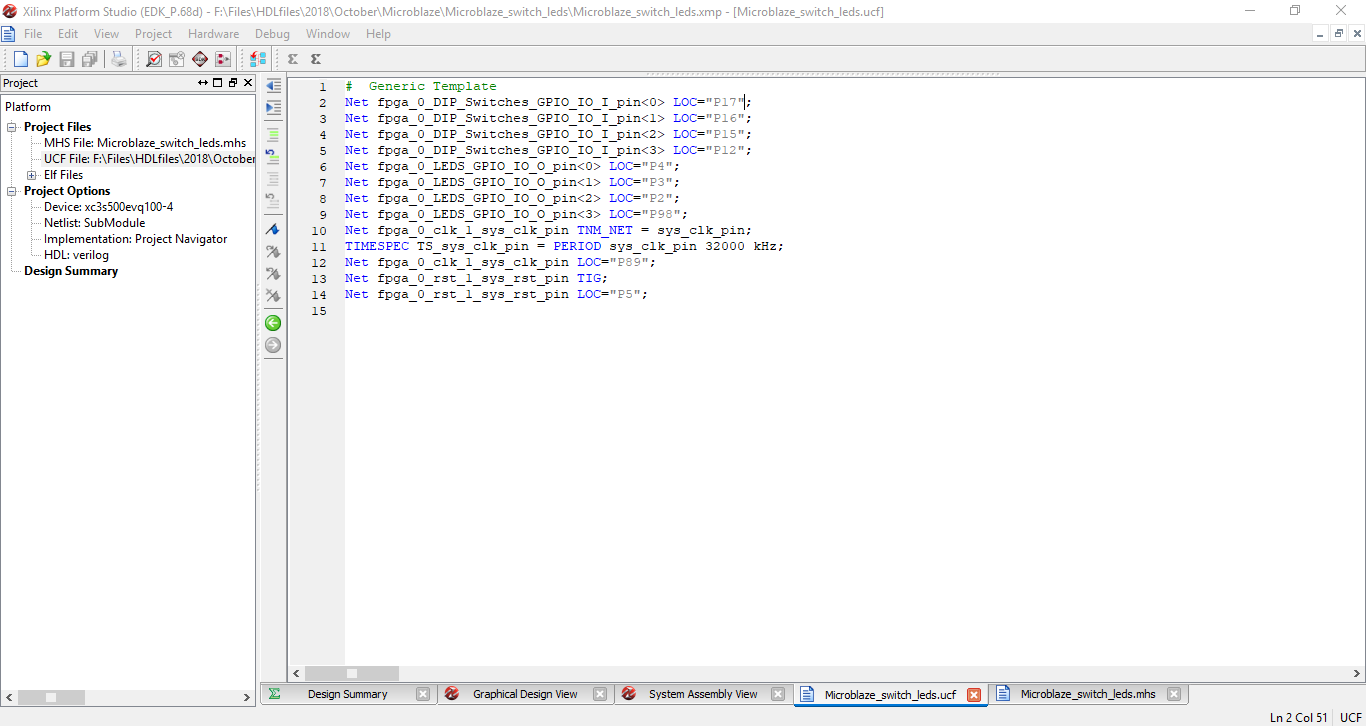 Xilinx Platform Studio (EDK_P.68d) - F:\Files\HDLfiles\2018\October\Microblaze\Microblaze_switch_leds\Microblaze_switch_leds.xmp - [Microblaze_switch_leds.ucf]
File Edit View Project Hardware Debug Window Help
Project
Platform
Project Files
MHS File: Microblaze_switch_leds.mhs
UCF File: F:\Files\HDLfiles\2018\October
Elf Files
Project Options
Device: xc3s500evq100-4
Netlist: SubModule
Implementation: Project Navigator
HDL: verilog
Design Summary
1 # Generic Template
2 Net fpga_0_DIP_Switches_GPIO_IO_I_pin<0> LOC="P17";
3 Net fpga_0_DIP_Switches_GPIO_IO_I_pin<1> LOC="P16";
4 Net fpga_0_DIP_Switches_GPIO_IO_I_pin<2> LOC="P15";
5 Net fpga_0_DIP_Switches_GPIO_IO_I_pin<3> LOC="P12";
6 Net fpga_0_LEDS_GPIO_IO_O_pin<0> LOC="P4";
7 Net fpga_0_LEDS_GPIO_IO_O_pin<1> LOC="P3";
8 Net fpga_0_LEDS_GPIO_IO_O_pin<2> LOC="P2";
9 Net fpga_0_LEDS_GPIO_IO_O_pin<3> LOC="P98";
10 Net fpga_0_clk_1_sys_clk_pin TNM_NET = sys_clk_pin;
11 TIMESPEC TS_sys_clk_pin = PERIOD sys_clk_pin 32000 kHz;
12 Net fpga_0_clk_1_sys_clk_pin LOC="P89";
13 Net fpga_0_rst_1_sys_rst_pin TIG;
14 Net fpga_0_rst_1_sys_rst_pin LOC="P5";
15
Design Summary Graphical Design View System Assembly View Microblaze_switch_leds.ucf Microblaze_switch_leds.mhs
Ln 2 Col 51 UCF